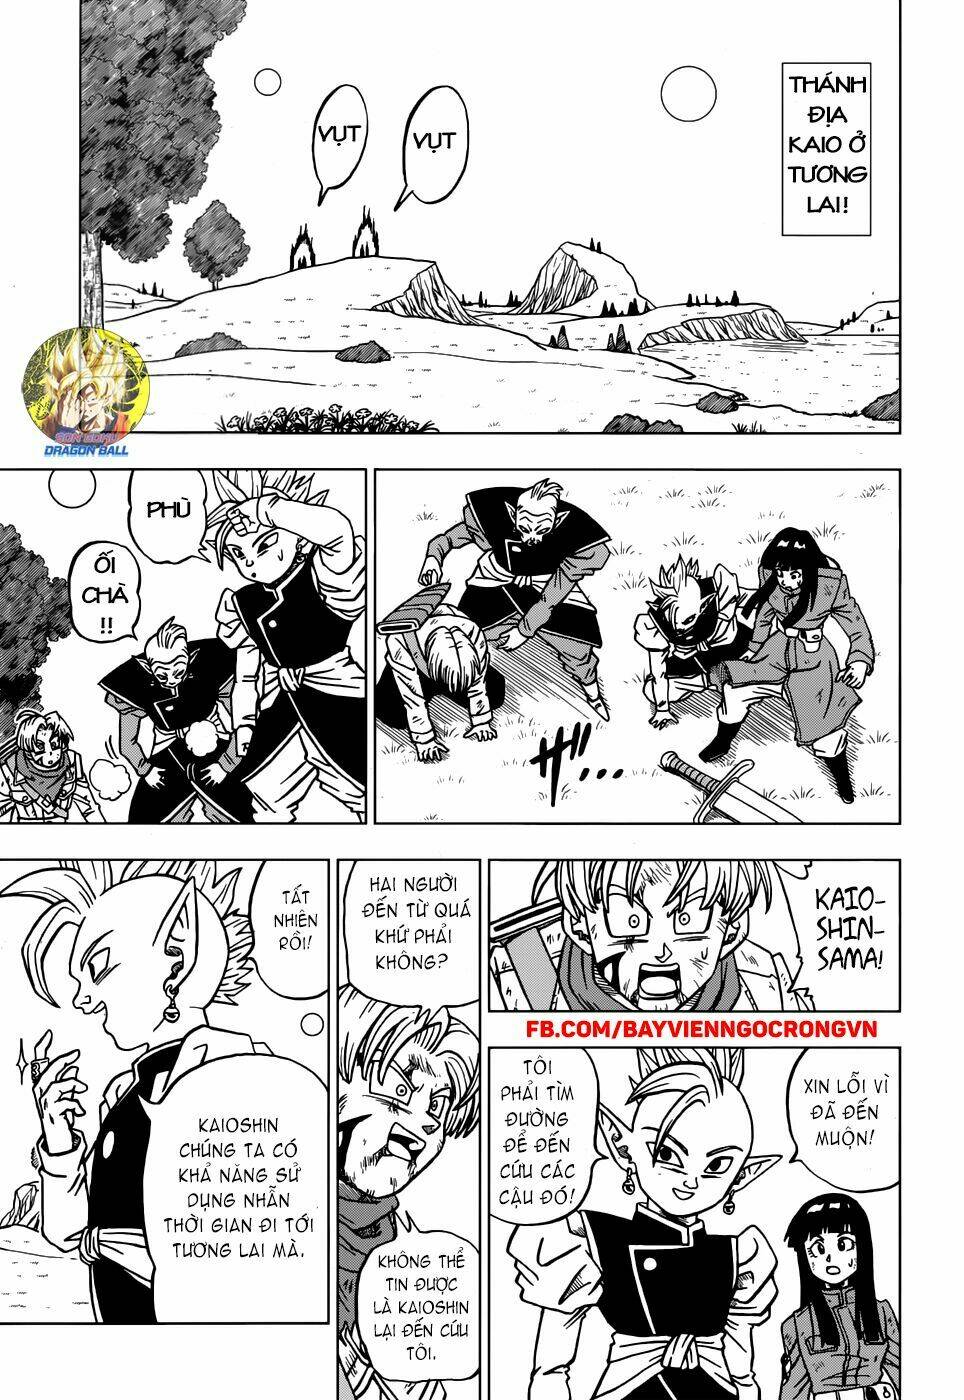 THÁNH
ĐỊA
KAIO Ở
TƯƠNG
LAI!
VỤT
VỤT
SON GOKU
DRAGON BALL
PHÙ
ỐI
CHÀ
!!
KAIO-
SHIN-
SAMA!
HAI NGƯỜI
ĐẾN TỪ QUÁ
KHỨ PHẢI
KHÔNG?
TẤT
NHIÊN
RỒI!
FB.COM/BAYVIENNGOCRONGVN
XIN LỖI VÌ
ĐÃ ĐẾN
MUỘN!
TÔI
PHẢI TÌM
ĐƯỜNG
ĐỂ ĐẾN
CỨU CÁC
CẬU ĐÓ!
KHÔNG THỂ
TIN ĐƯỢC
LÀ KAIOSHIN
LẠI ĐẾN CỨU
TÔI.
KAIOSHIN
CHÚNG TA CÓ
KHẢ NĂNG SỬ
DỤNG NHẪN
THỜI GIAN ĐI TỚI
TƯƠNG LAI MÀ.